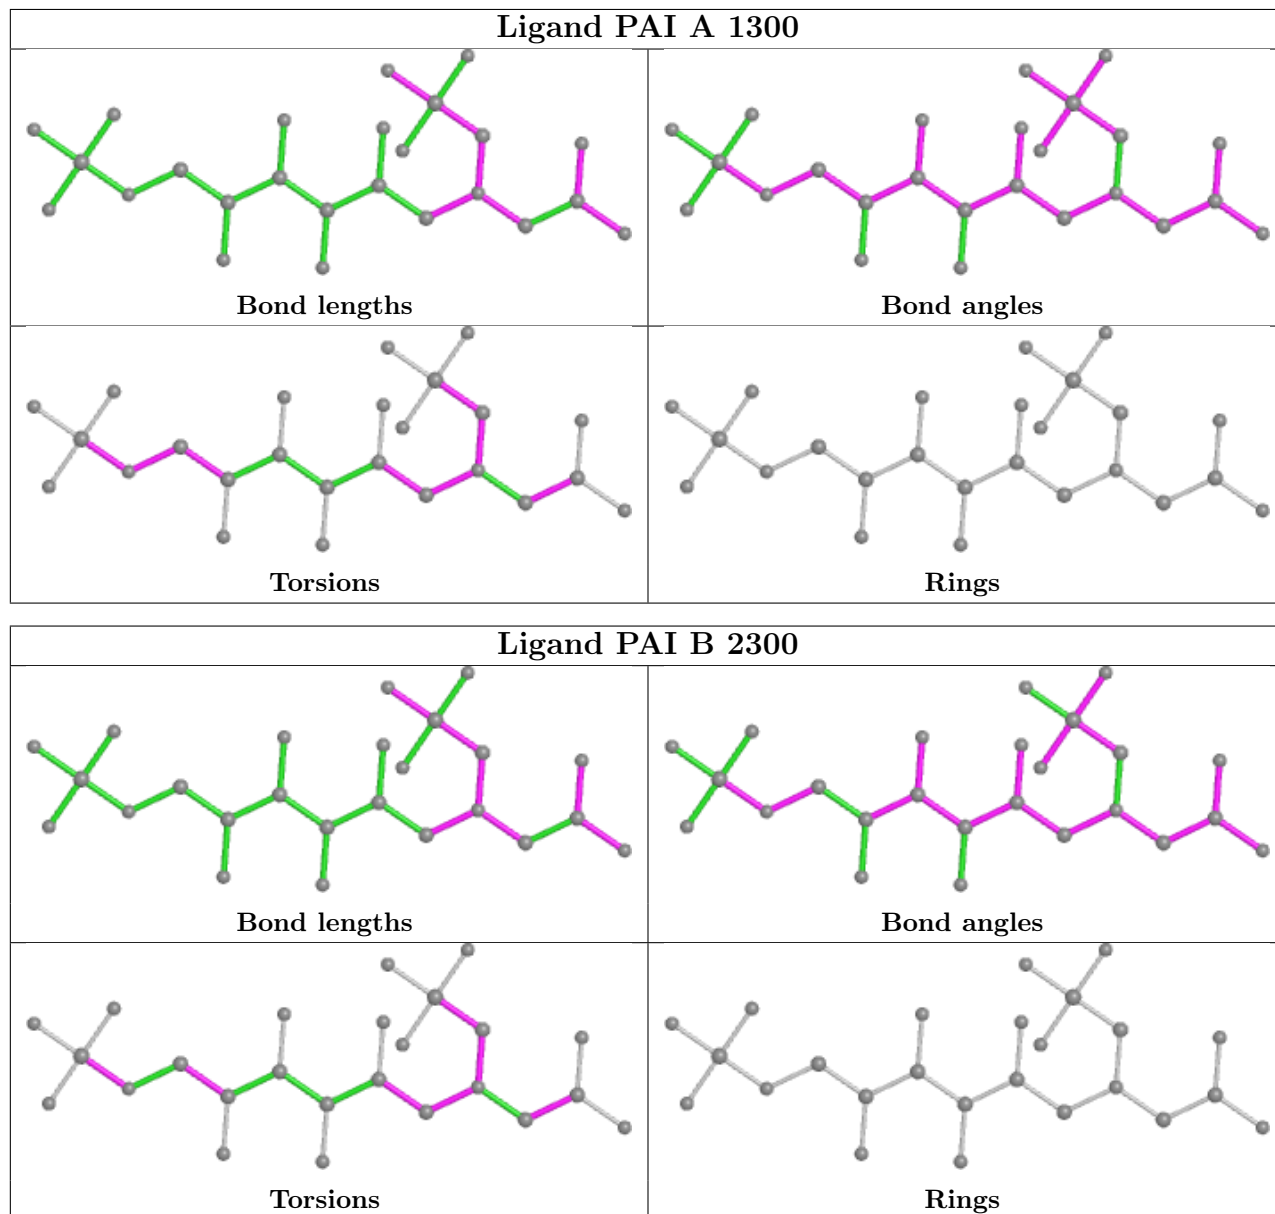 Ligand PAI A 1300
Bond lengths
Bond angles
Torsions
Rings
Ligand PAI B 2300
Bond lengths
Bond angles
Torsions
Rings